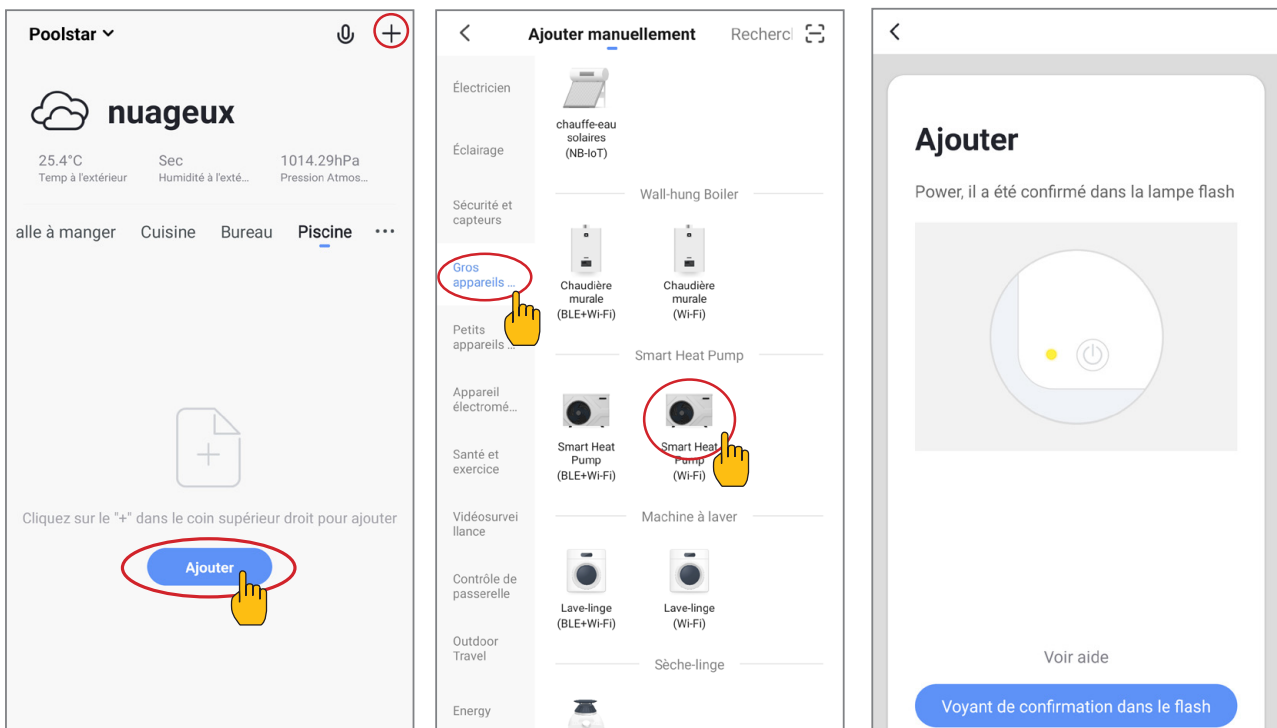 Poolstar
nuageux
25.4°C Sec 1014.29hPa
Temp à l'extérieur Humidité à l'exté... Pression Atmos...
alle à manger Cuisine Bureau Piscine •••
Cliquez sur le "+" dans le coin supérieur droit pour ajouter
Ajouter
Ajouter manuellement Recherc
Électricien
Éclairage
Sécurité et
capteurs
Gros
appareils ...
Petits
appareils ...
Appareil
électromé...
Santé et
exercice
Vidéosurvei
llance
Contrôle de
passerelle
Outdoor
Travel
Energy
chauffe-eau
solaires
(NB-IoT)
Wall-hung Boiler
Chaudière
murale
(BLE+Wi-Fi)
Chaudière
murale
(Wi-Fi)
Smart Heat Pump
Smart Heat
Pump
(BLE+Wi-Fi)
Smart Heat
Pump
(Wi-Fi)
Machine à laver
Lave-linge
(BLE+Wi-Fi)
Lave-linge
(Wi-Fi)
Sèche-linge
Ajouter
Power, il a été confirmé dans la lampe flash
Voir aide
Voyant de confirmation dans le flash